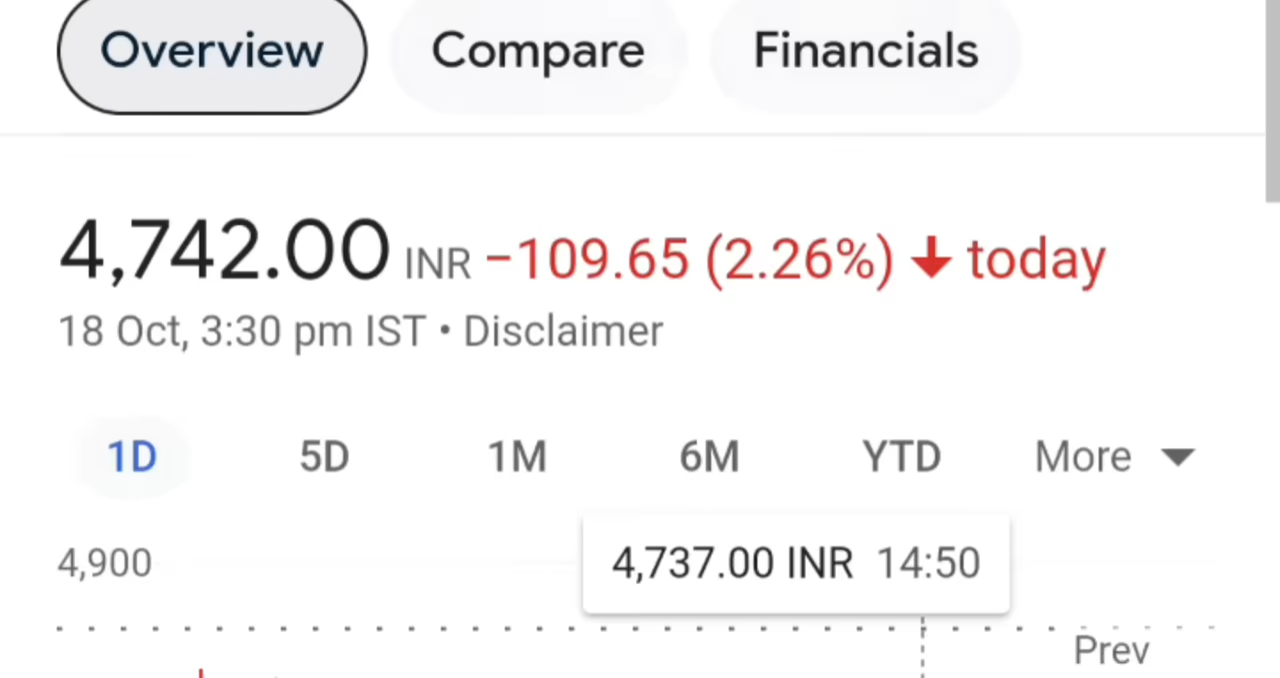 Overview Compare Financials
4,742.00 INR −109.65 (2.26%) ↓ today
18 Oct, 3:30 pm IST • Disclaimer
1D 5D 1M 6M YTD More
4,737.00 INR 14:50
4,900
Prev